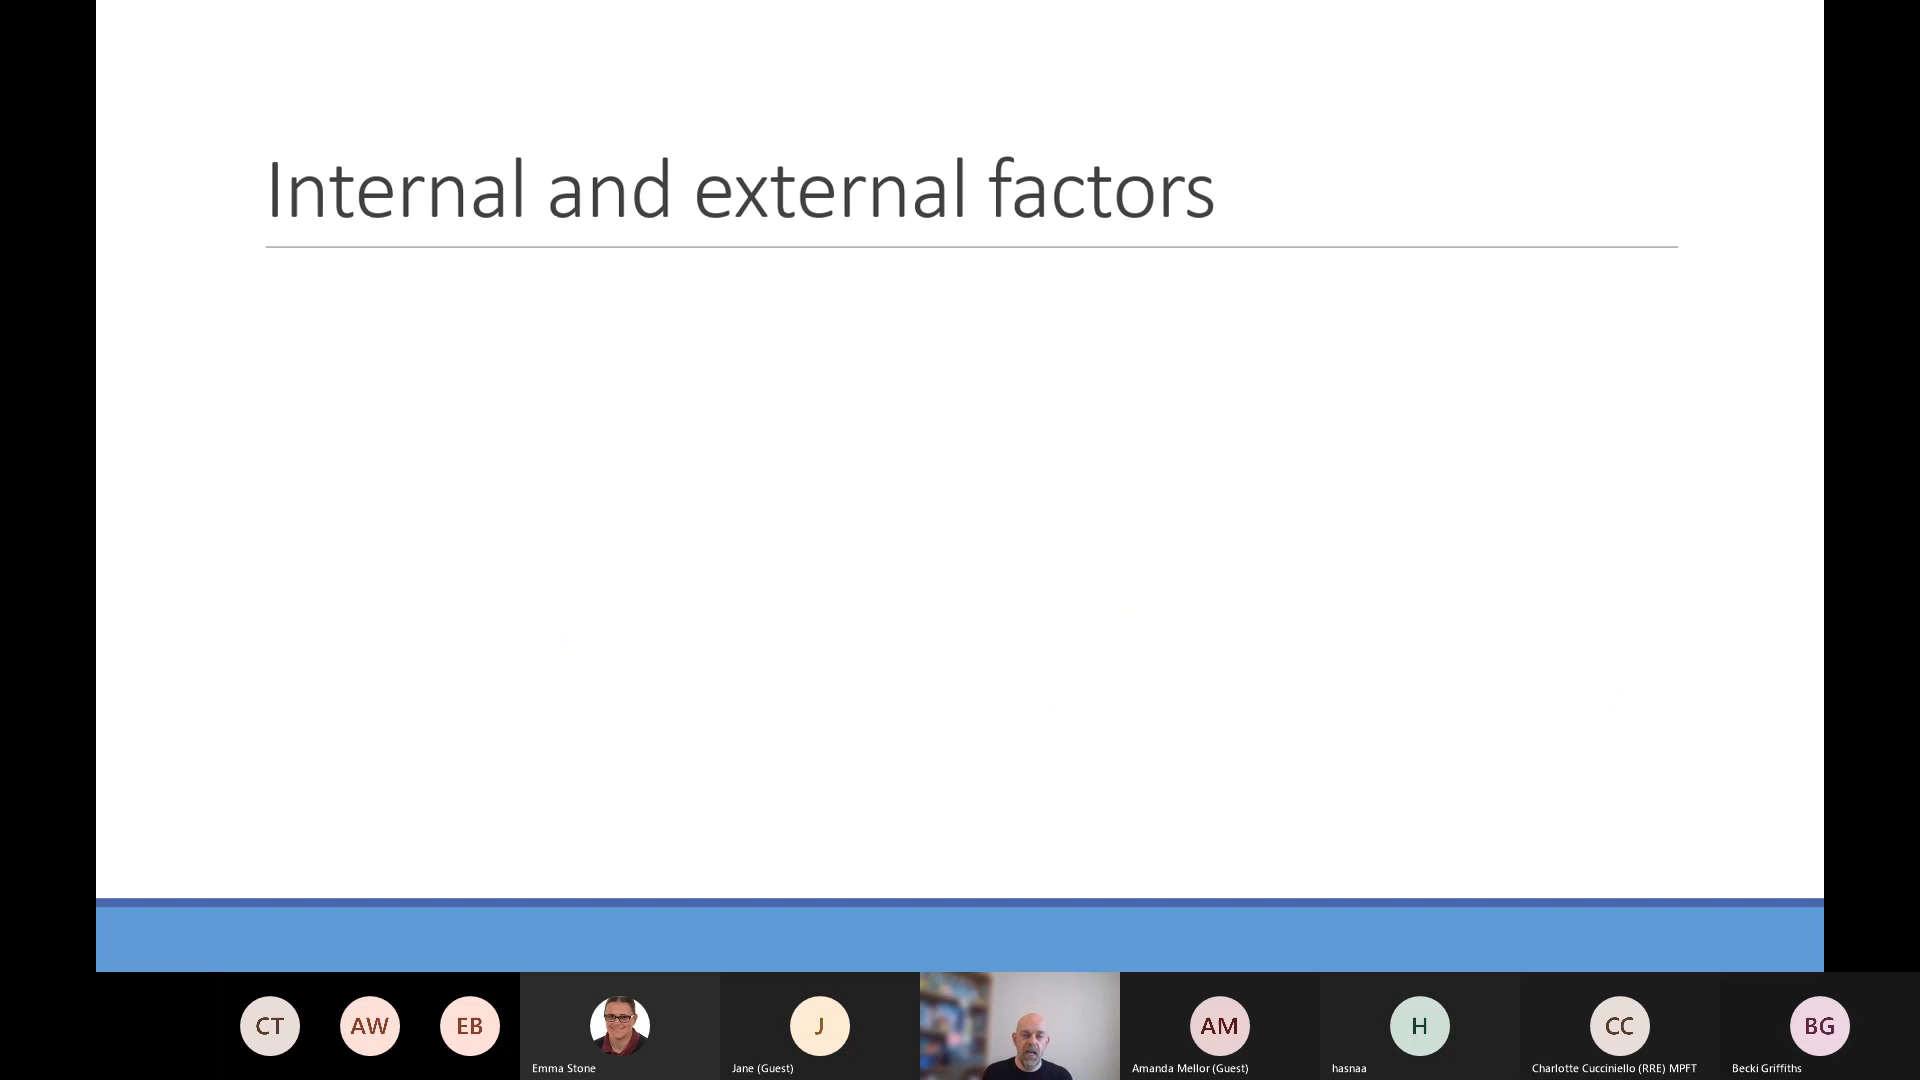 Internal and external factors
CT
AW
EB
J
AM
H
CC
BG
Emma Stone
Jane (Guest)
Amanda Mellor (Guest)
hasnaa
Charlotte Cucciniello (RRE) MPFT
Becki Griffiths